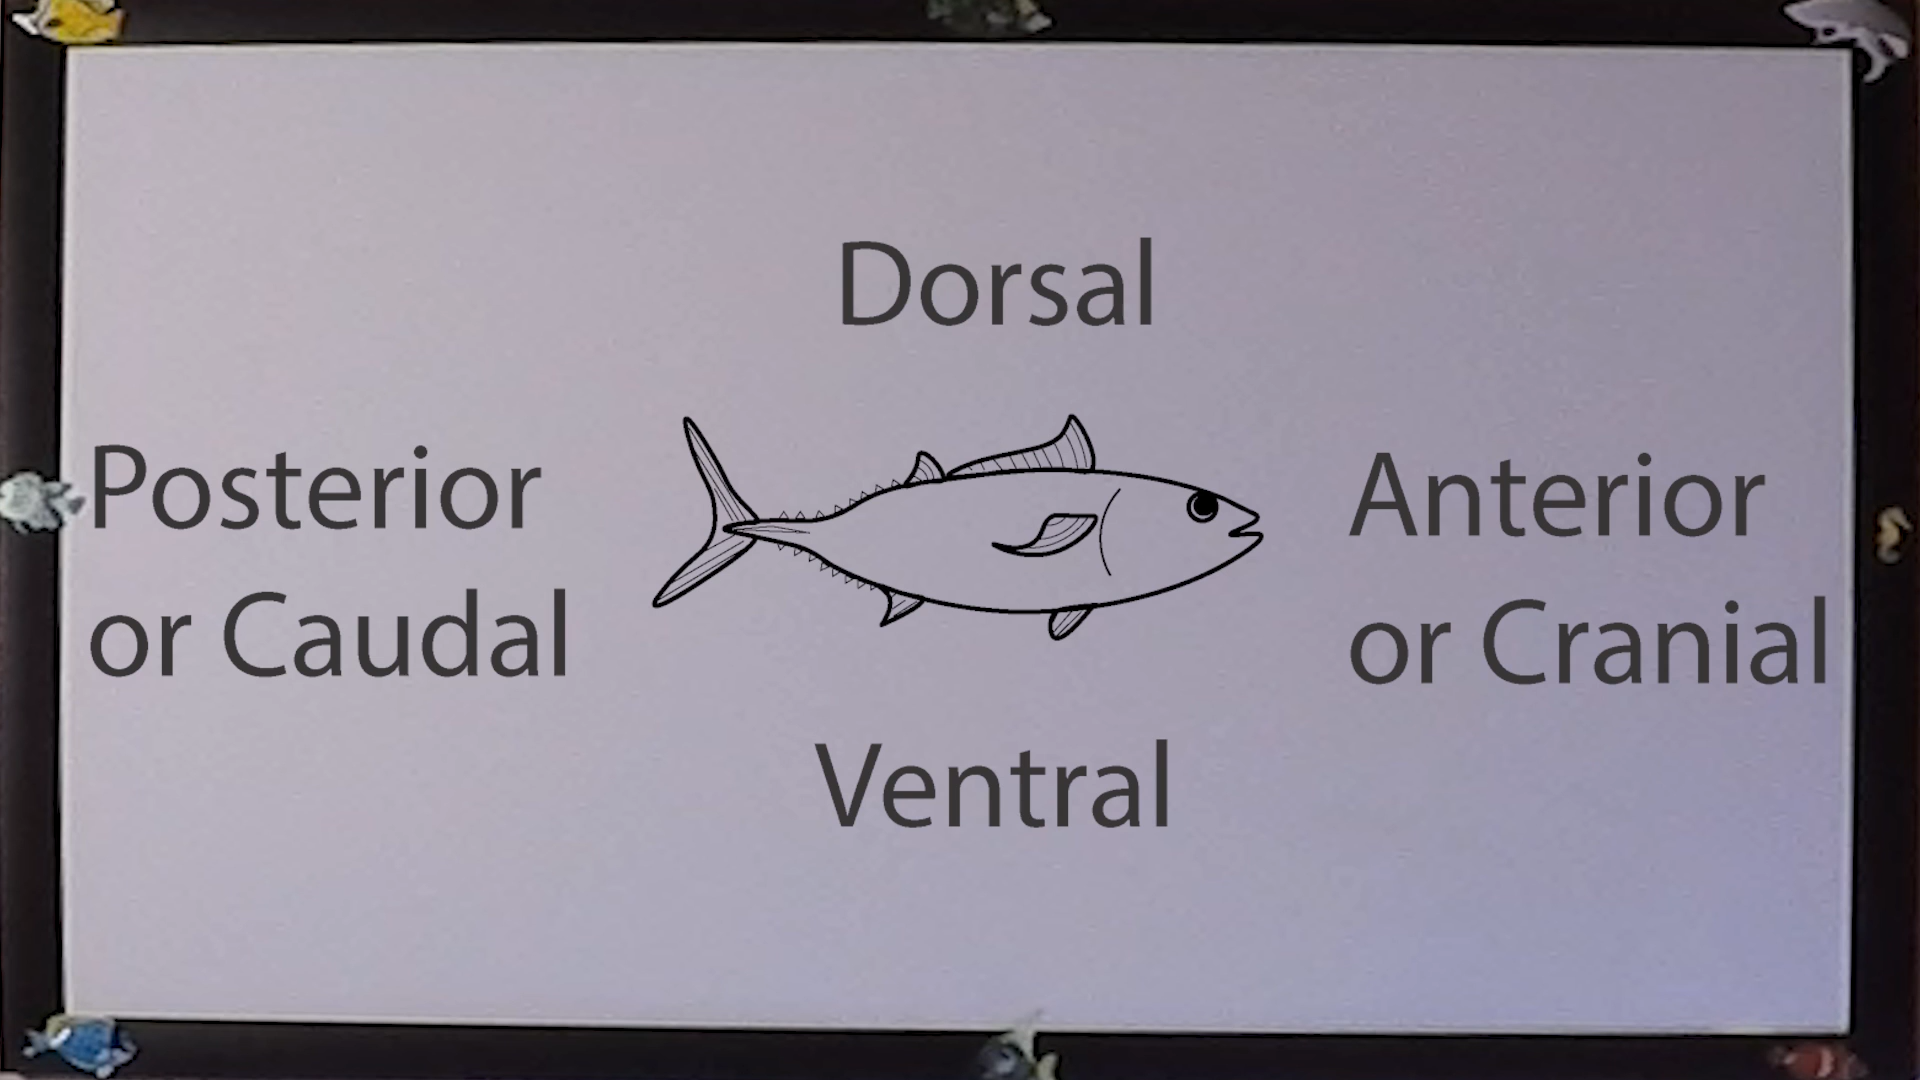 Dorsal
Posterior
or Caudal
Anterior
or Cranial
Ventral